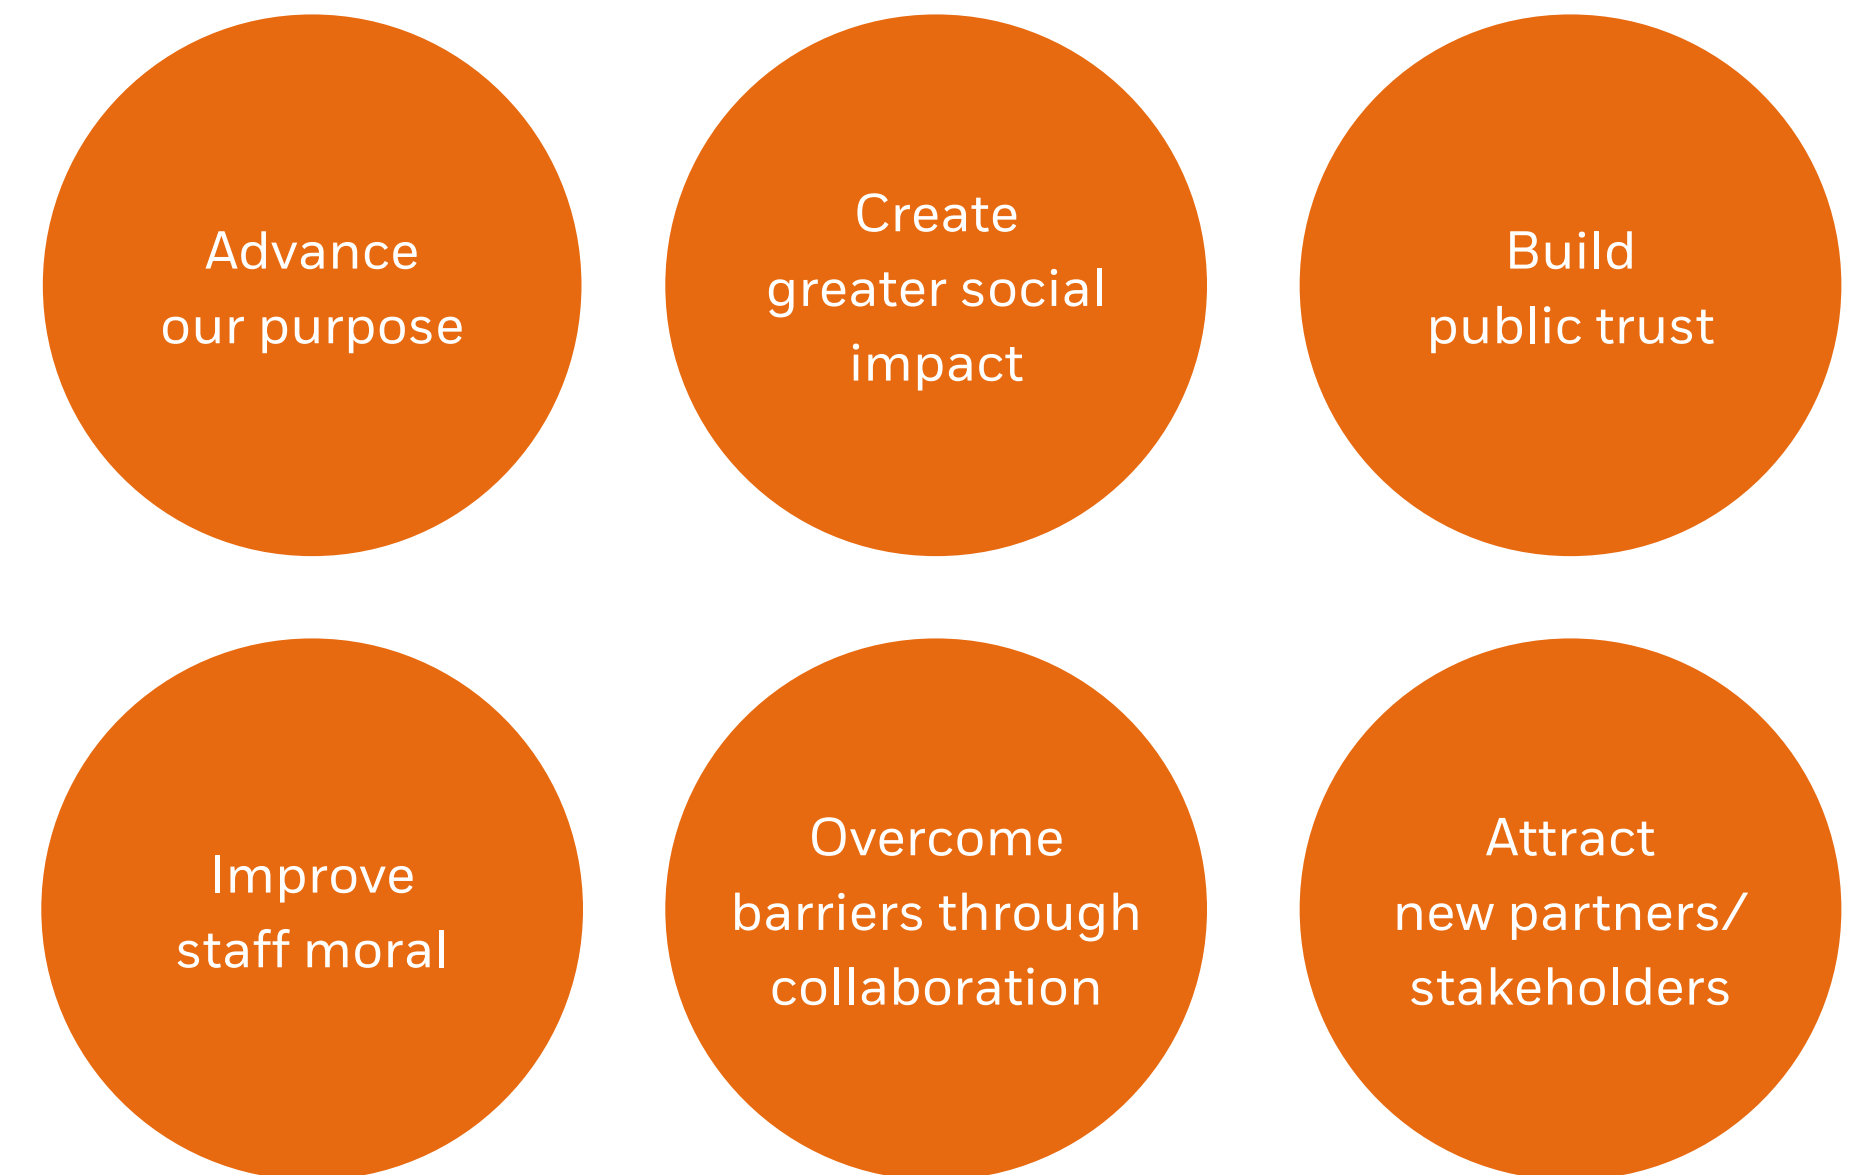 Advance
our purpose
Create
greater social
impact
Build
public trust
Improve
staff moral
Overcome
barriers through
collaboration
Attract
new partners/
stakeholders